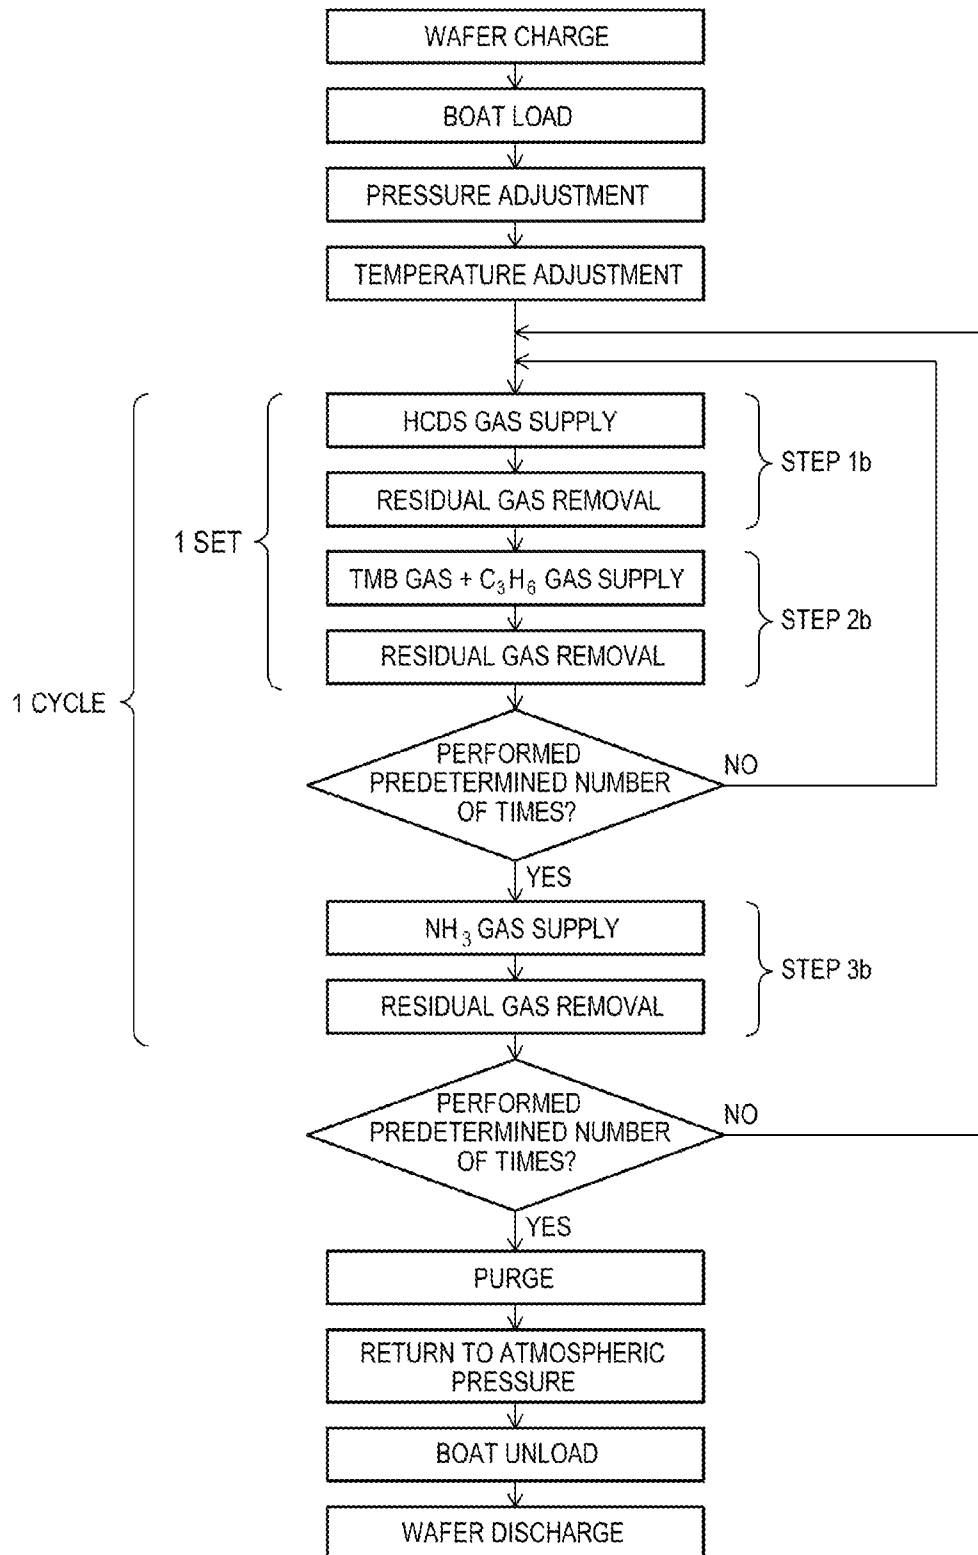 WAFER CHARGE
BOAT LOAD
PRESSURE ADJUSTMENT
TEMPERATURE ADJUSTMENT
HCDS GAS SUPPLY
STEP 1b
RESIDUAL GAS REMOVAL
1 SET
TMB GAS + C₃H₆ GAS SUPPLY
STEP 2b
RESIDUAL GAS REMOVAL
1 CYCLE
PERFORMED
PREDETERMINED NUMBER
OF TIMES?
NO
YES
NH₃ GAS SUPPLY
STEP 3b
RESIDUAL GAS REMOVAL
PERFORMED
PREDETERMINED NUMBER
OF TIMES?
NO
YES
PURGE
RETURN TO ATMOSPHERIC
PRESSURE
BOAT UNLOAD
WAFER DISCHARGE